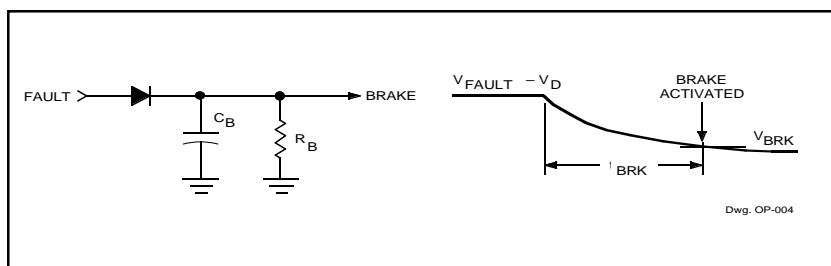 FAULT
C_B
R_B
BRAKE
V_FAULT – V_D
BRAKE
ACTIVATED
V_BRK
t_BRK
Dwg. OP-004